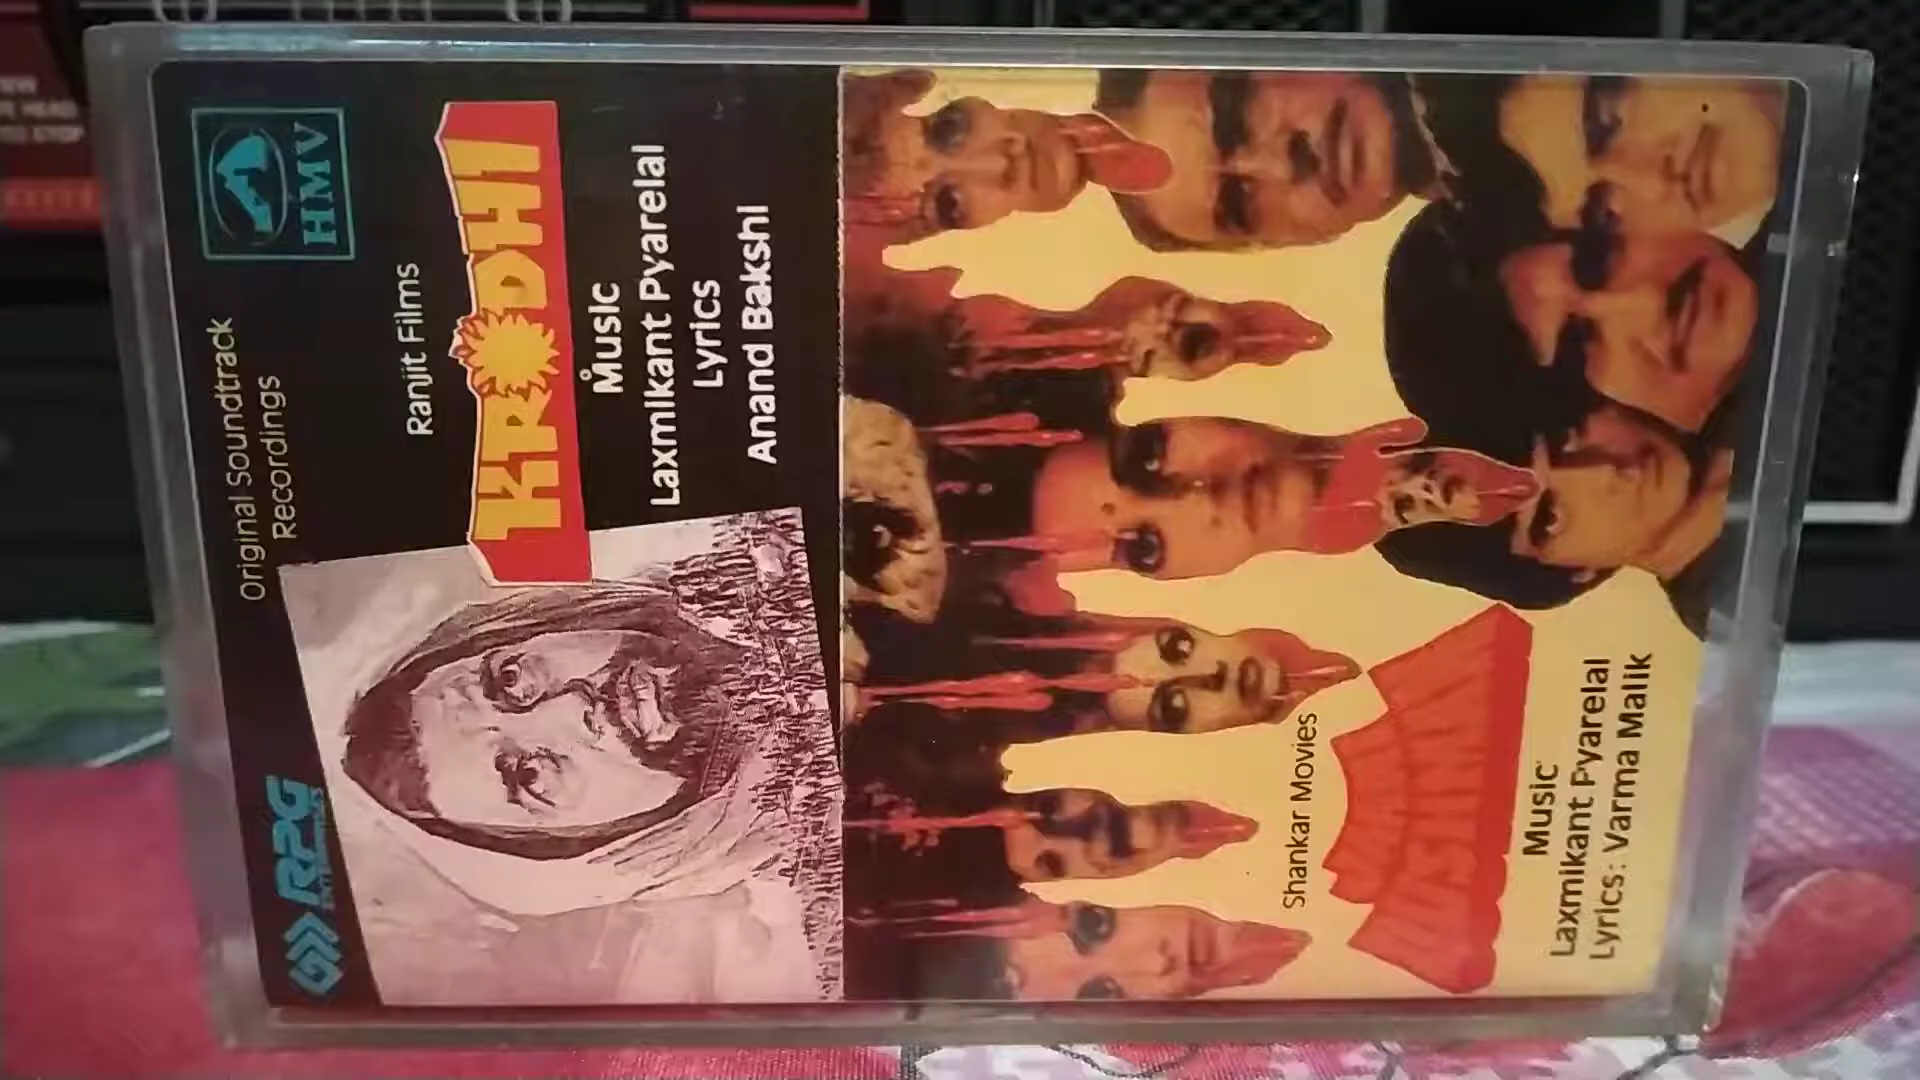 HMV
Original Soundtrack
Recordings
RPG
Ranjit Films
KRODHI
Music
Laxmikant Pyarelal
Lyrics
Anand Bakshi
Shankar Movies
Music
Laxmikant Pyarelal
Lyrics : Varma Malik